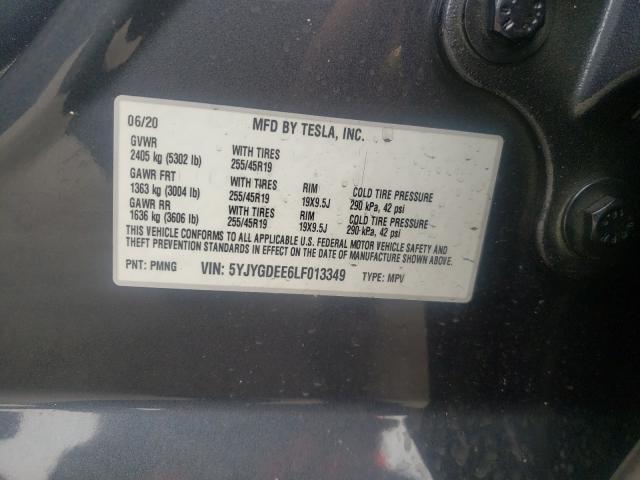 06/20 MFD BY TESLA, INC.
GVWR
2405 kg (5302 lb) WITH TIRES 255/45R19
GAWR FRT
1363 kg (3004 lb) WITH TIRES 255/45R19 RIM 19X9.5J COLD TIRE PRESSURE 290 kPa, 42 psi
GAWR RR
1636 kg (3606 lb) WITH TIRES 255/45R19 RIM 19X9.5J COLD TIRE PRESSURE 290 kPa, 42 psi
THIS VEHICLE CONFORMS TO ALL APPLICABLE U.S. FEDERAL MOTOR VEHICLE SAFETY AND
THEFT PREVENTION STANDARDS IN EFFECT ON THE DATE OF MANUFACTURE SHOWN ABOVE.
PNT: PMNG VIN: 5YJYGDEE6LF013349 TYPE: MPV